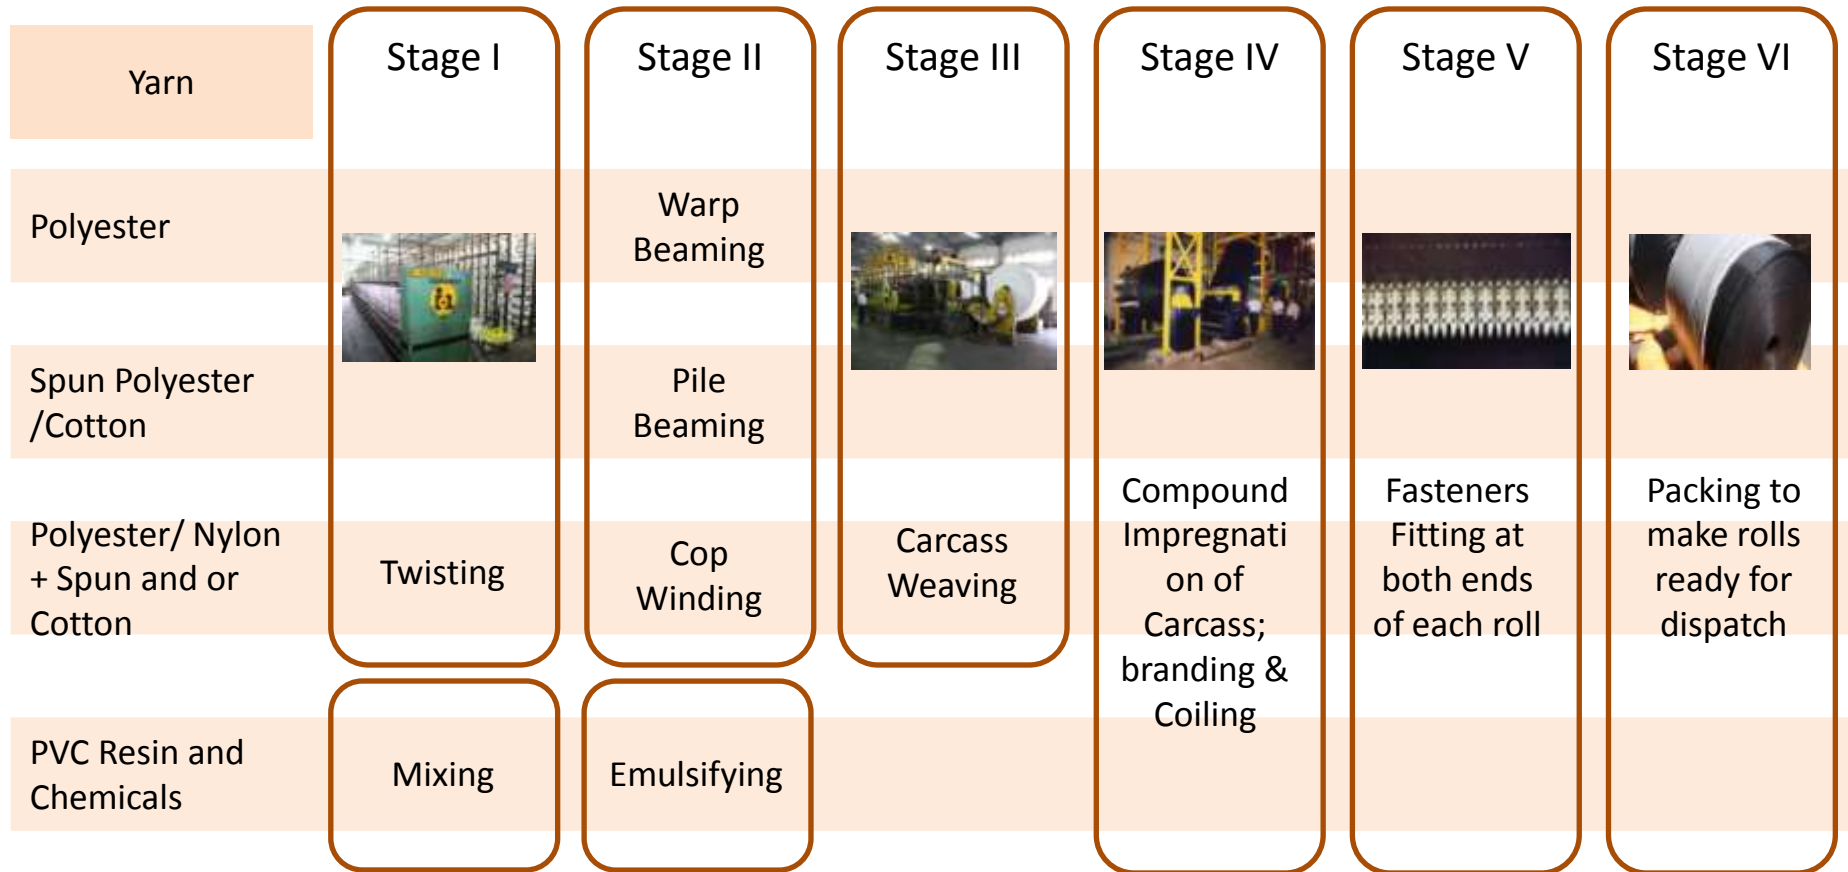 Yarn
Stage I
Stage II
Stage III
Stage IV
Stage V
Stage VI
Polyester
Warp
Beaming
Spun Polyester
/Cotton
Pile
Beaming
Polyester/ Nylon
+ Spun and or
Cotton
Twisting
Cop
Winding
Carcass
Weaving
Compound
Impregnati
on of
Carcass;
branding &
Coiling
Fasteners
Fitting at
both ends
of each roll
Packing to
make rolls
ready for
dispatch
PVC Resin and
Chemicals
Mixing
Emulsifying